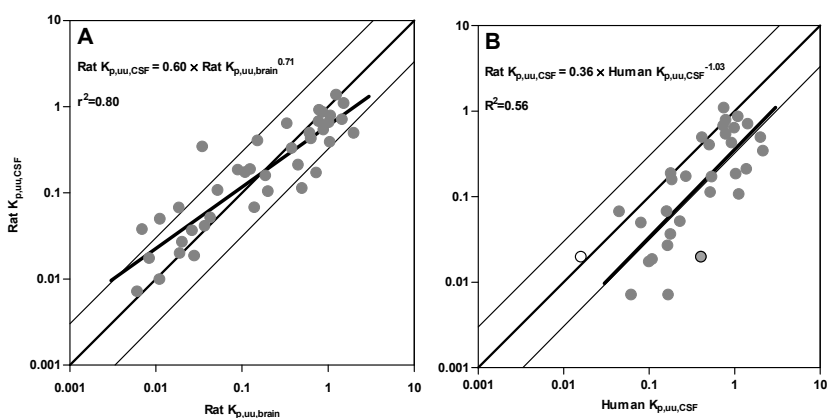 A
Rat Kp,uu,CSF = 0.60 × Rat Kp,uu,brain^0.71
r²=0.80
10
1
0.1
0.01
0.001
Rat Kp,uu,CSF
0.001
0.01
0.1
1
10
Rat Kp,uu,brain
B
Rat Kp,uu,CSF = 0.36 × Human Kp,uu,CSF^-1.03
R²=0.56
10
1
0.1
0.01
0.001
0.001
0.01
0.1
1
10
Human Kp,uu,CSF